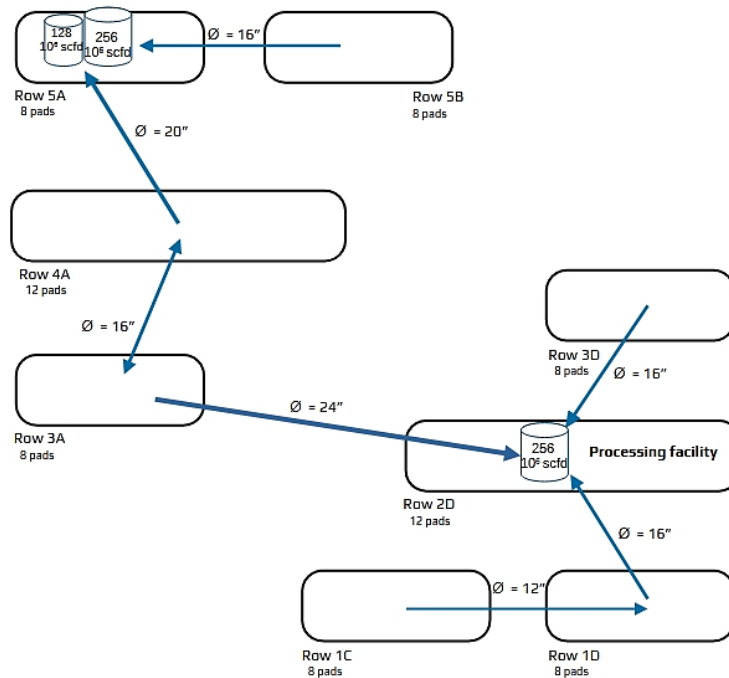 128
10⁶ scfd
256
10⁶ scfd
Ø = 16”
Row 5A
8 pads
Row 5B
8 pads
Ø = 20”
Row 4A
12 pads
Ø = 16”
Row 3D
8 pads
Ø = 16”
Row 3A
8 pads
Ø = 24”
256
10⁶ scfd
Processing facility
Row 2D
12 pads
Ø = 16”
Ø = 12”
Row 1C
8 pads
Row 1D
8 pads